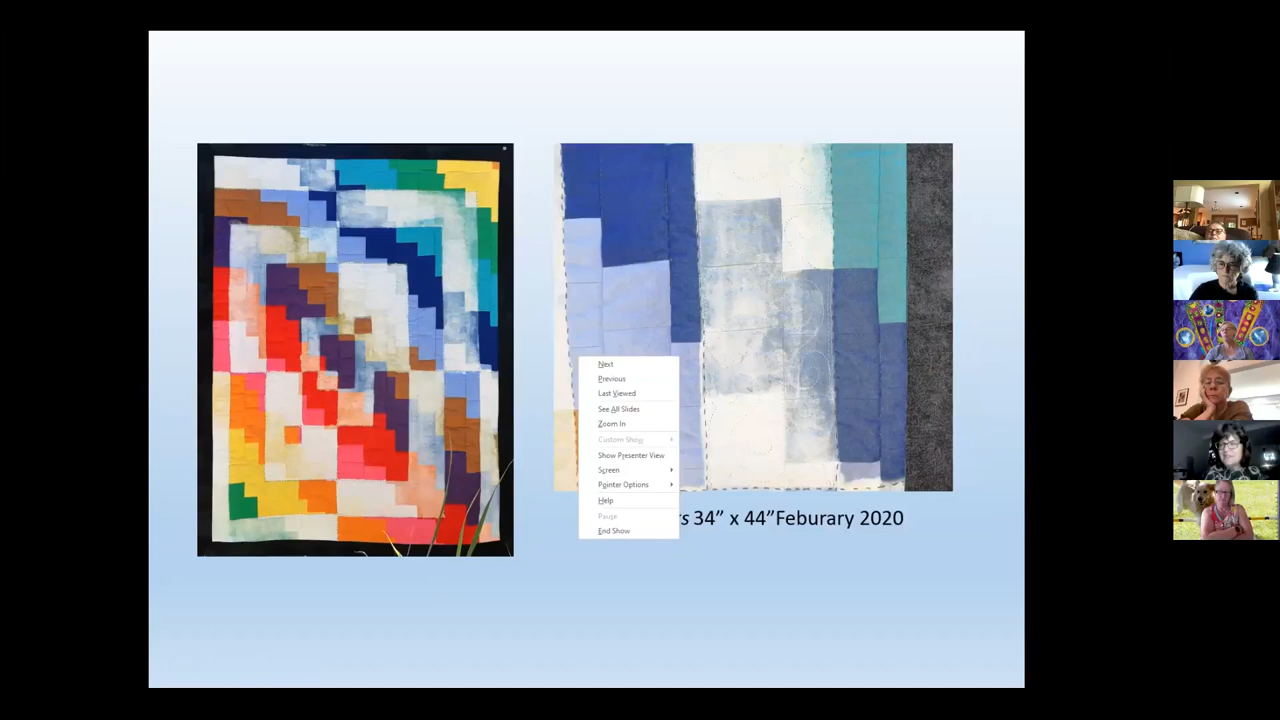 Next
Previous
Last Viewed
See All Slides
Zoom In
Custom Show
Show Presenter View
Screen
Pointer Options
Help
Pause
End Show
rs 34” x 44”Feburary 2020